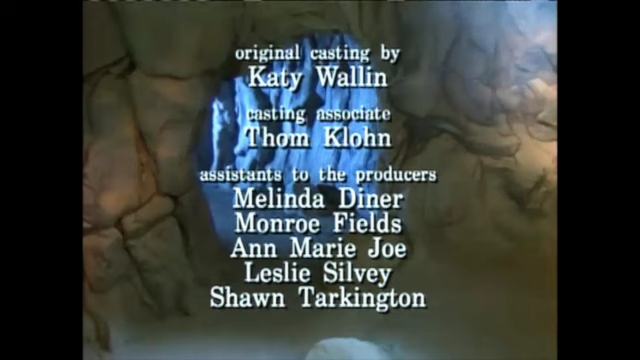 original casting by
Katy Wallin
casting associate
Thom Klohn
assistants to the producers
Melinda Diner
Monroe Fields
Ann Marie Joe
Leslie Silvey
Shawn Tarkington